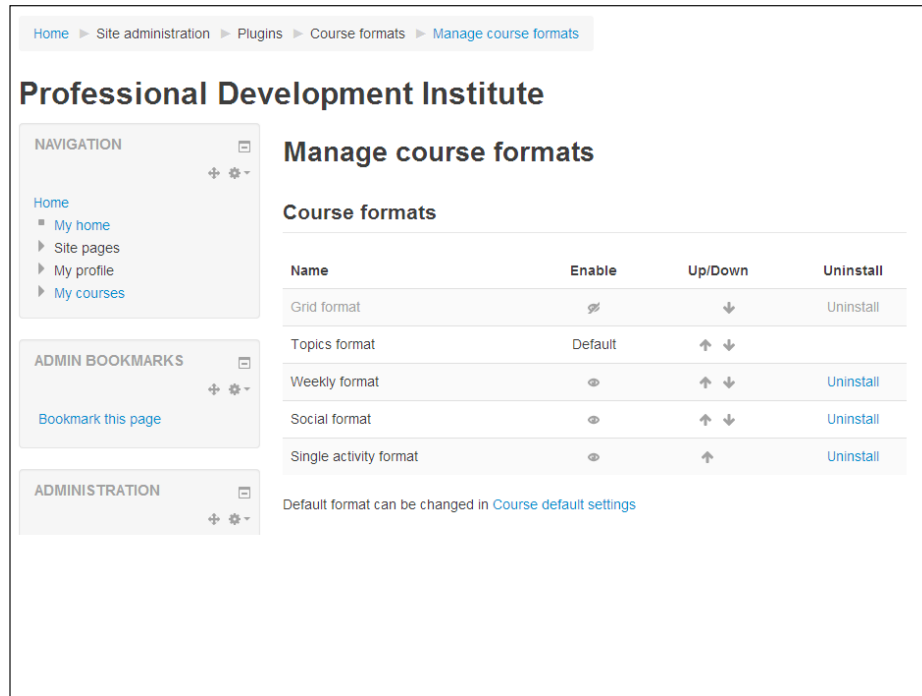 Home Site administration Plugins Course formats Manage course formats
Professional Development Institute
NAVIGATION
Home
My home
Site pages
My profile
My courses
ADMIN BOOKMARKS
Bookmark this page
ADMINISTRATION
Manage course formats
Course formats
Name Enable Up/Down Uninstall
Grid format Uninstall
Topics format Default
Weekly format Uninstall
Social format Uninstall
Single activity format Uninstall
Default format can be changed in Course default settings